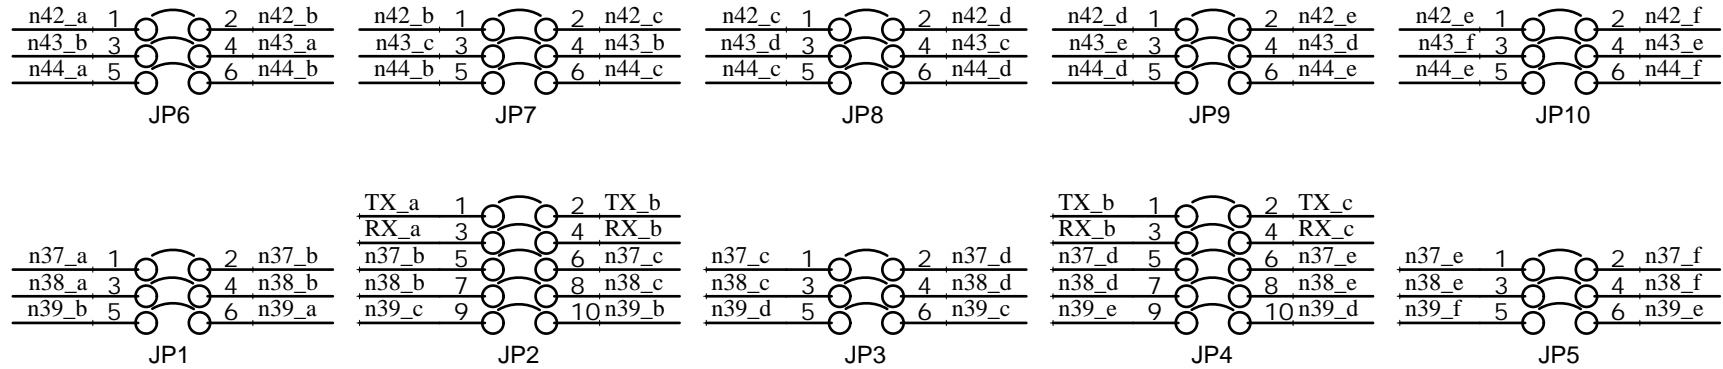 n42_a 1 2 n42_b n42_b 1 2 n42_c n42_c 1 2 n42_d n42_d 1 2 n42_e n42_e 1 2 n42_f
n43_b 3 4 n43_a n43_c 3 4 n43_b n43_d 3 4 n43_c n43_e 3 4 n43_d n43_f 3 4 n43_e
n44_a 5 6 n44_b n44_b 5 6 n44_c n44_c 5 6 n44_d n44_d 5 6 n44_e n44_e 5 6 n44_f
JP6 JP7 JP8 JP9 JP10
TX_a 1 2 TX_b TX_b 1 2 TX_c
RX_a 3 4 RX_b RX_b 3 4 RX_c
n37_a 1 2 n37_b n37_b 5 6 n37_c n37_c 1 2 n37_d n37_d 5 6 n37_e n37_e 1 2 n37_f
n38_a 3 4 n38_b n38_b 7 8 n38_c n38_c 3 4 n38_d n38_d 7 8 n38_e n38_e 3 4 n38_f
n39_b 5 6 n39_a n39_c 9 10 n39_b n39_d 5 6 n39_c n39_e 9 10 n39_d n39_f 5 6 n39_e
JP1 JP2 JP3 JP4 JP5